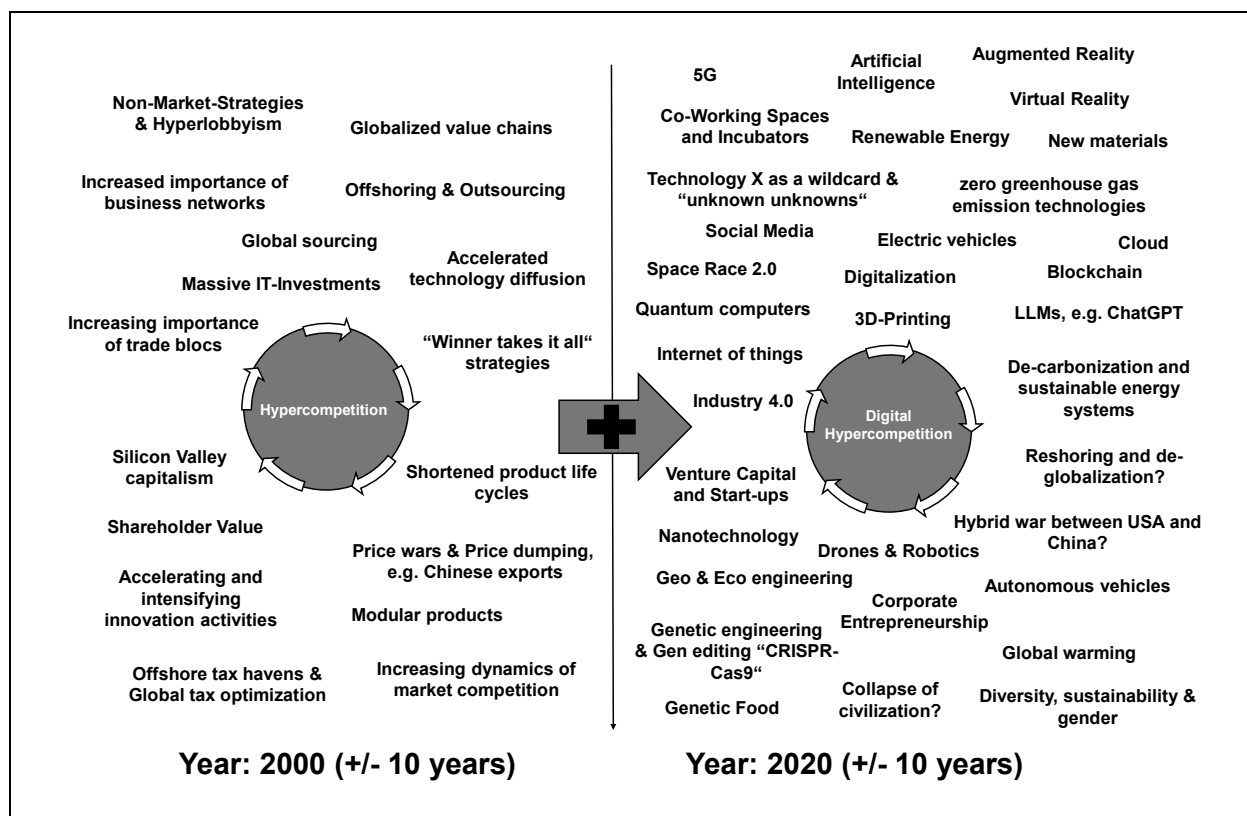 Non-Market-Strategies
& Hyperlobbyism
Globalized value chains
Increased importance of
business networks
Offshoring & Outsourcing
Global sourcing
Accelerated
technology diffusion
Massive IT-Investments
Increasing importance
of trade blocs
“Winner takes it all“
strategies
Hypercompetition
Silicon Valley
capitalism
Shortened product life
cycles
Shareholder Value
Price wars & Price dumping,
e.g. Chinese exports
Accelerating and
intensifying
innovation activities
Modular products
Offshore tax havens &
Global tax optimization
Increasing dynamics of
market competition
Year: 2000 (+/- 10 years)
5G
Artificial
Intelligence
Augmented Reality
Virtual Reality
Co-Working Spaces
and Incubators
Renewable Energy
New materials
Technology X as a wildcard &
“unknown unknowns“
zero greenhouse gas
emission technologies
Social Media
Electric vehicles
Cloud
Space Race 2.0
Digitalization
Blockchain
Quantum computers
3D-Printing
LLMs, e.g. ChatGPT
Internet of things
De-carbonization and
sustainable energy
systems
Industry 4.0
Digital
Hypercompetition
Reshoring and de-
globalization?
Venture Capital
and Start-ups
Hybrid war between USA and
China?
Nanotechnology
Drones & Robotics
Geo & Eco engineering
Autonomous vehicles
Corporate
Entrepreneurship
Genetic engineering
& Gen editing “CRISPR-
Cas9“
Global warming
Genetic Food
Collapse of
civilization?
Diversity, sustainability &
gender
Year: 2020 (+/- 10 years)